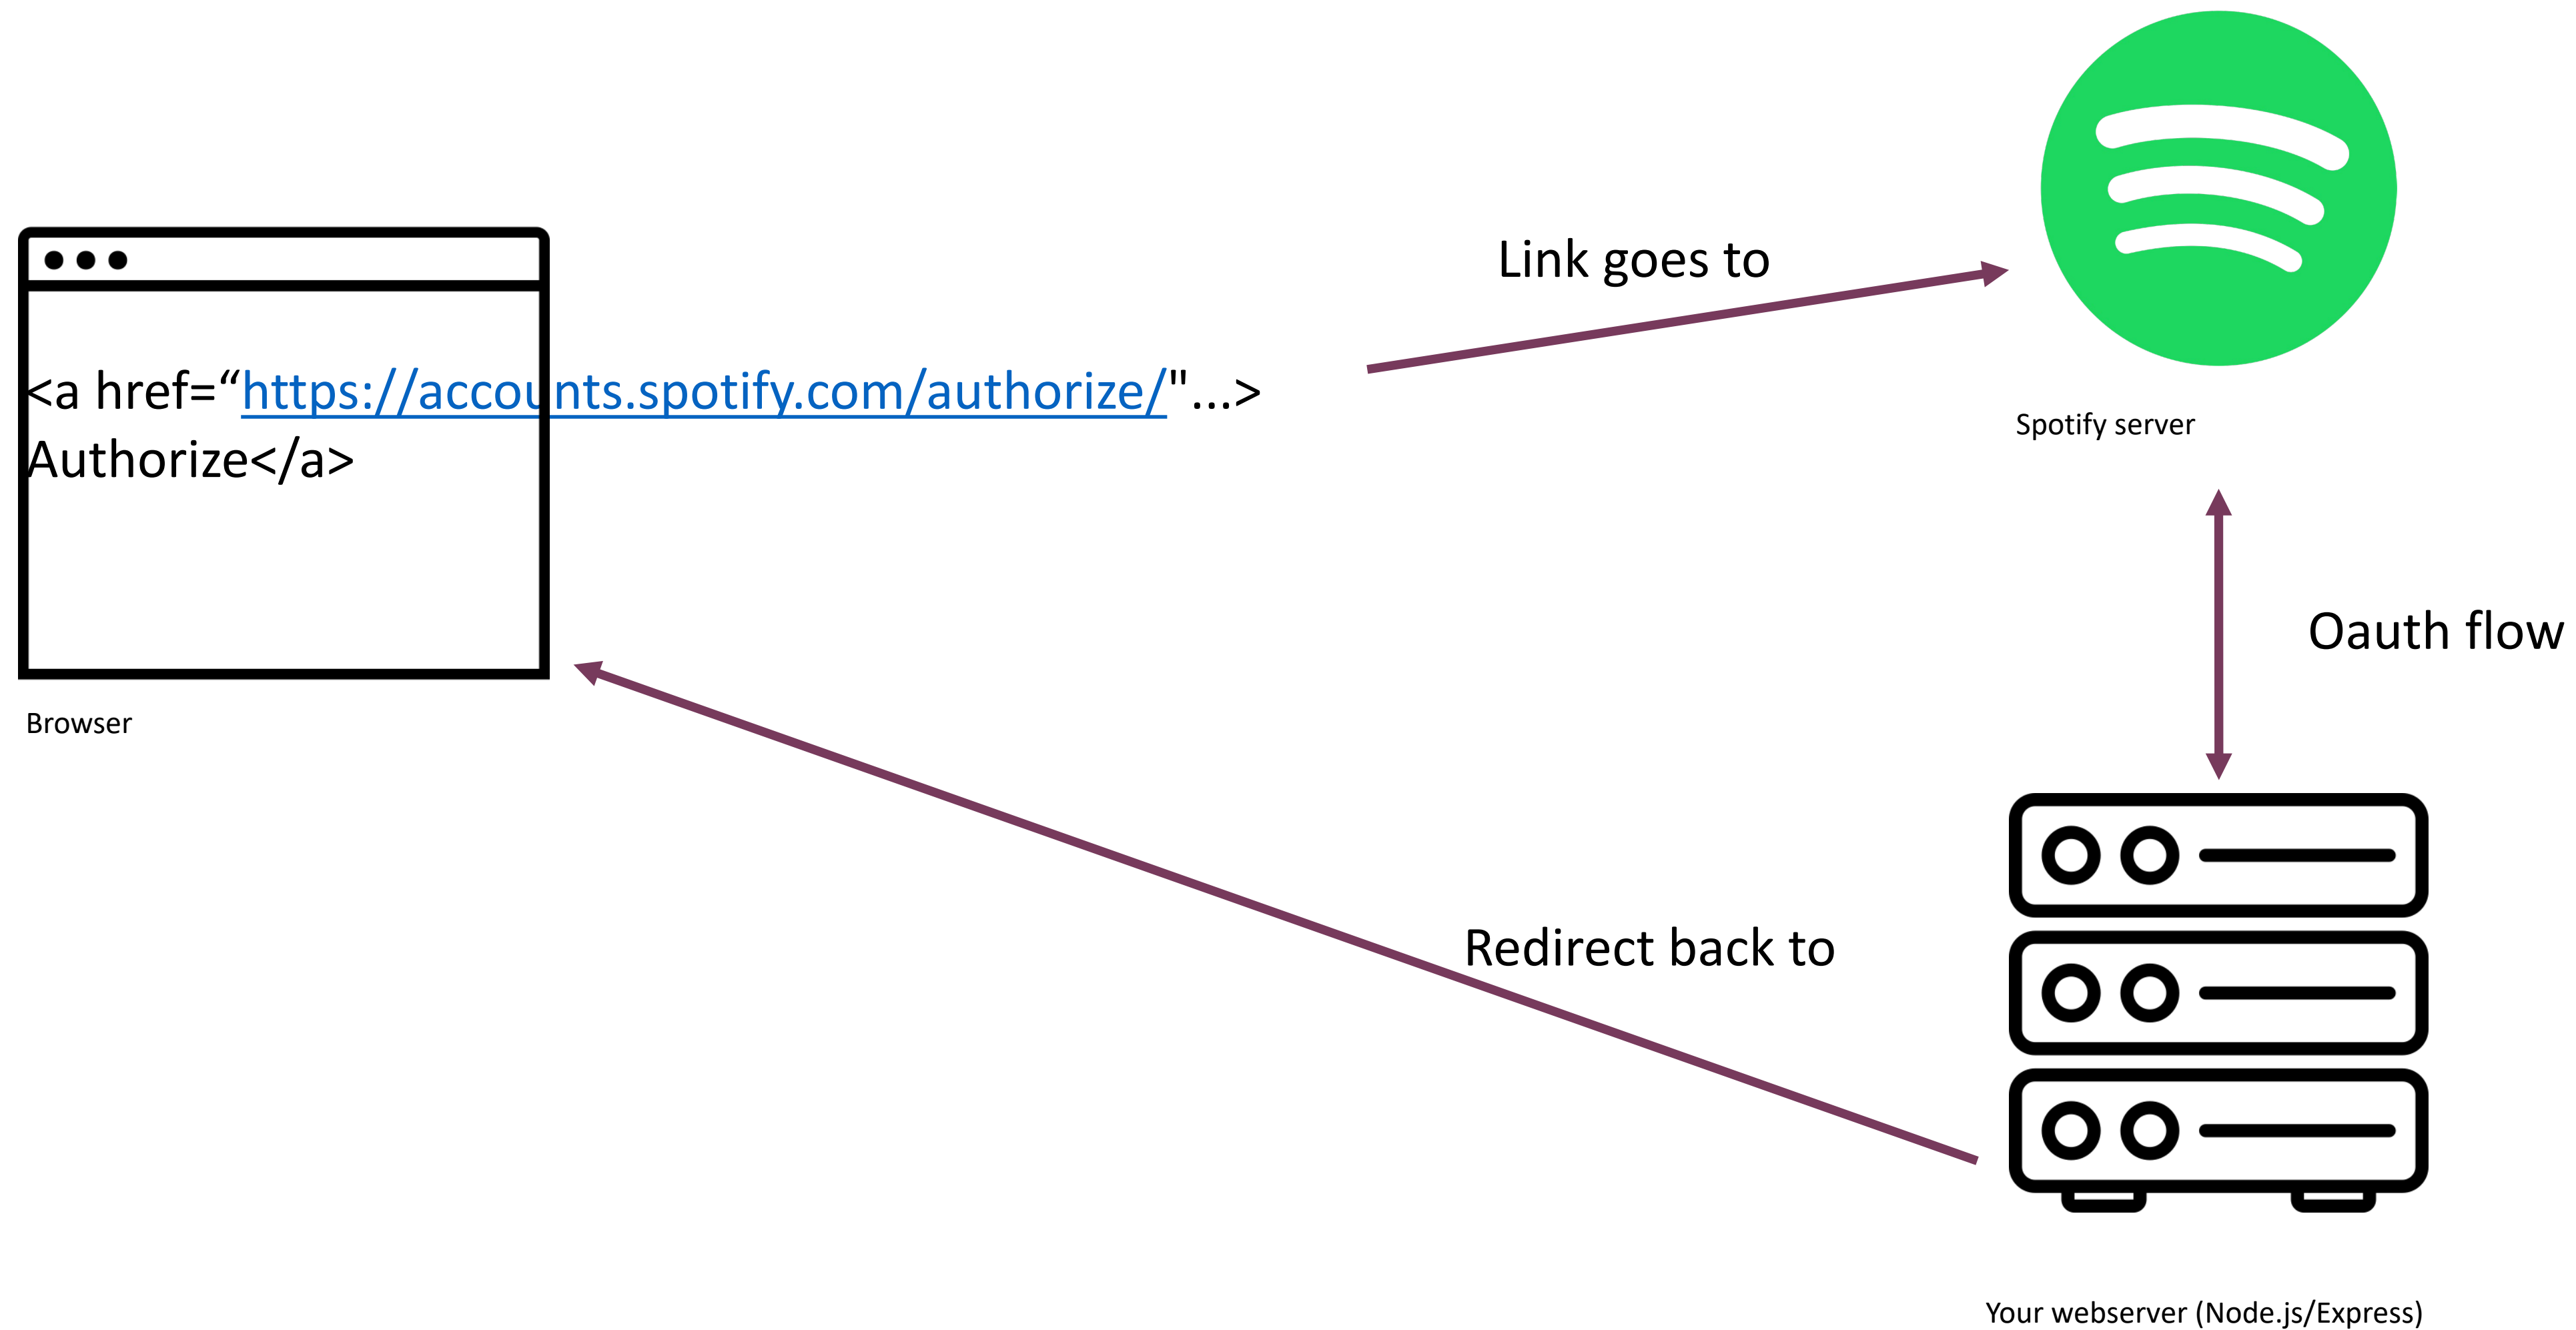 Link goes to
<a href=“https://accounts.spotify.com/authorize/"...>
Authorize</a>
Spotify server
Oauth flow
Browser
Redirect back to
Your webserver (Node.js/Express)